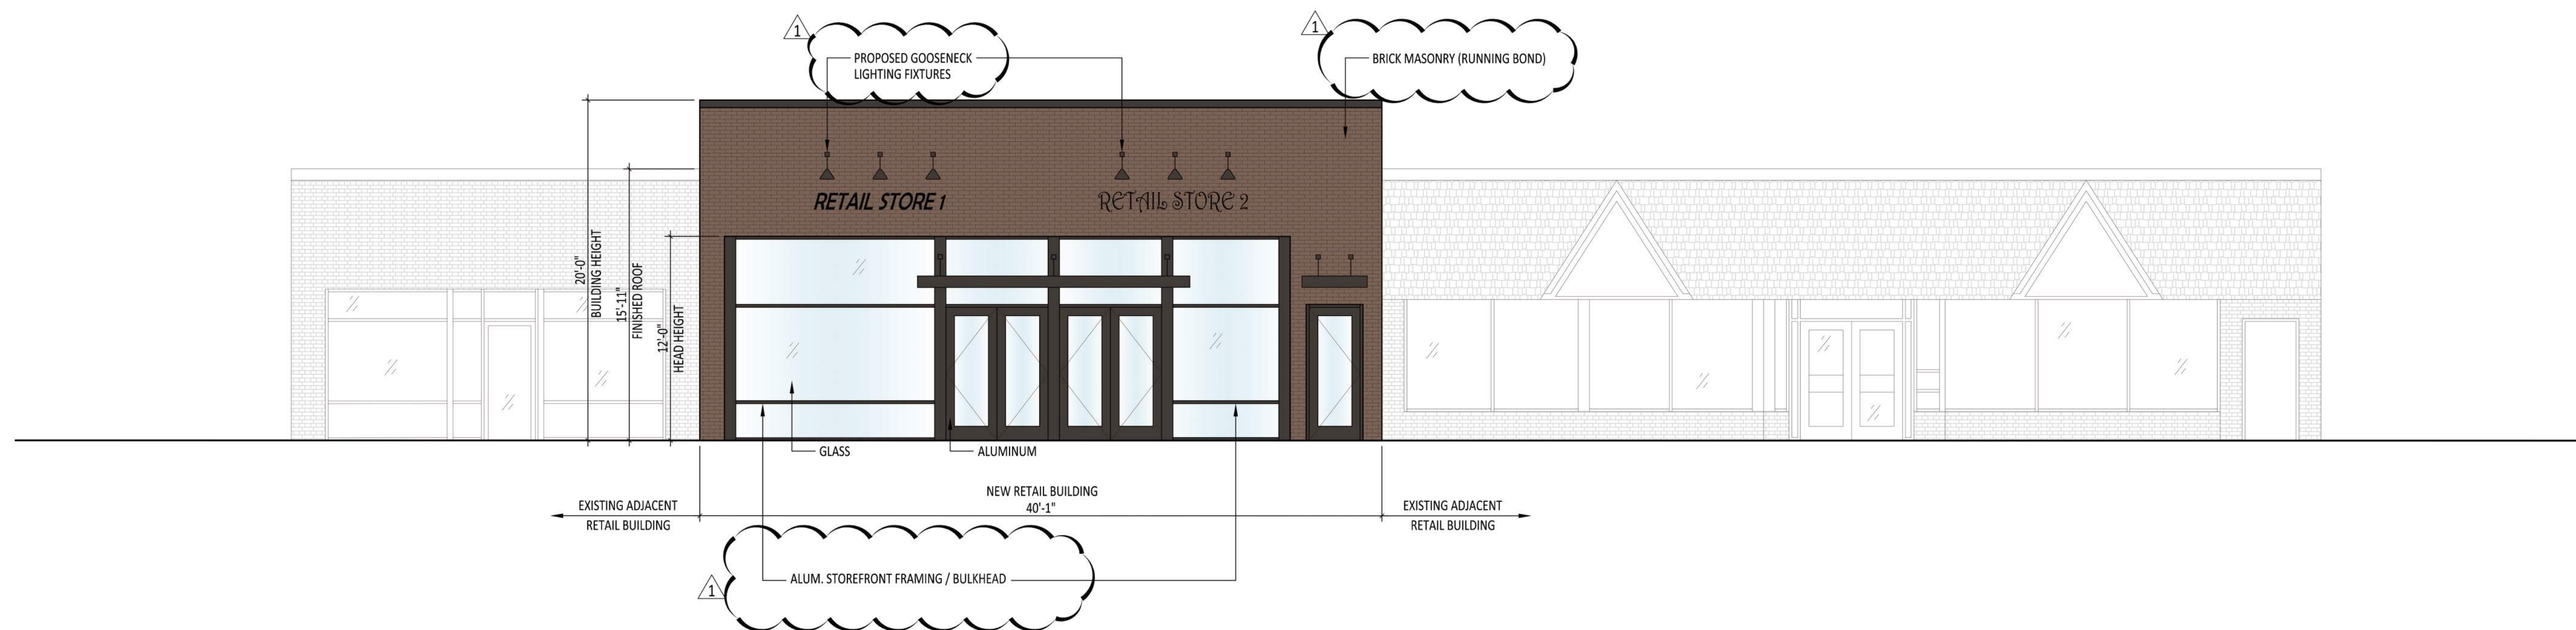 1
PROPOSED GOOSENECK
LIGHTING FIXTURES
1
BRICK MASONRY (RUNNING BOND)
20'-0"
BUILDING HEIGHT
15'-11"
FINISHED ROOF
12'-0"
HEAD HEIGHT
RETAIL STORE 1
RETAIL STORE 2
GLASS
ALUMINUM
EXISTING ADJACENT
RETAIL BUILDING
NEW RETAIL BUILDING
40'-1"
EXISTING ADJACENT
RETAIL BUILDING
1
ALUM. STOREFRONT FRAMING / BULKHEAD